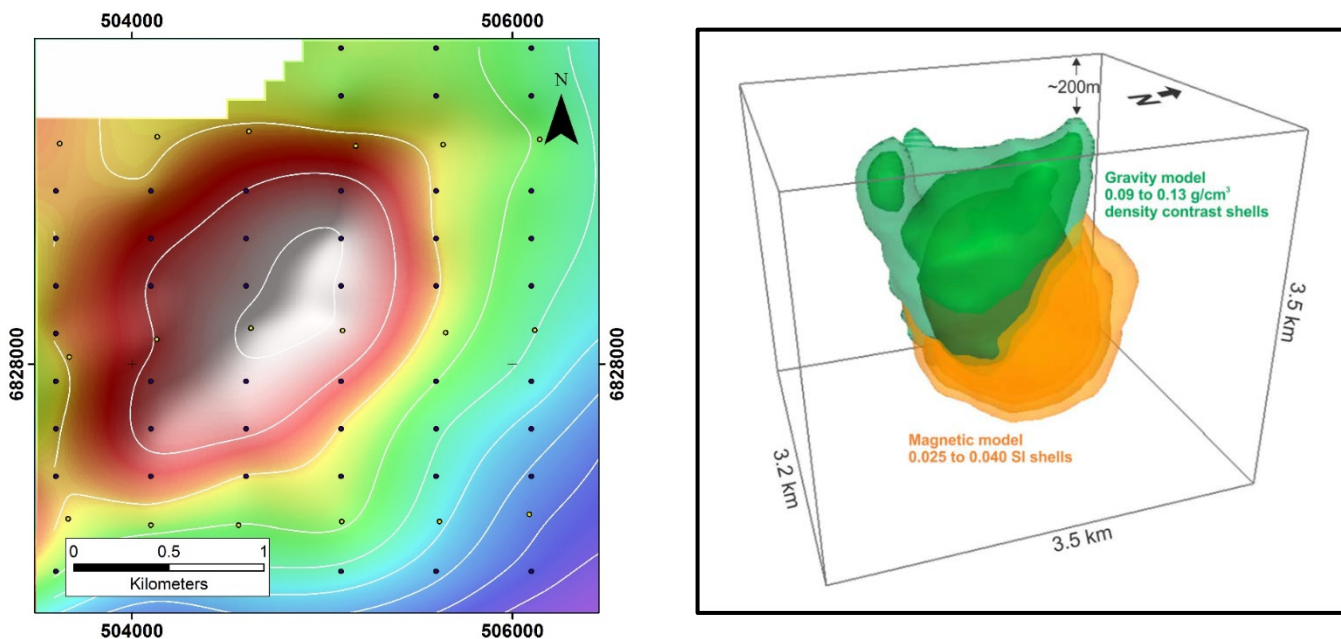 504000
506000
N
6828000
6828000
0
0.5
1
Kilometers
504000
506000
~200m
N
Gravity model
0.09 to 0.13 g/cm³
density contrast shells
Magnetic model
0.025 to 0.040 SI shells
3.5 km
3.2 km
3.5 km